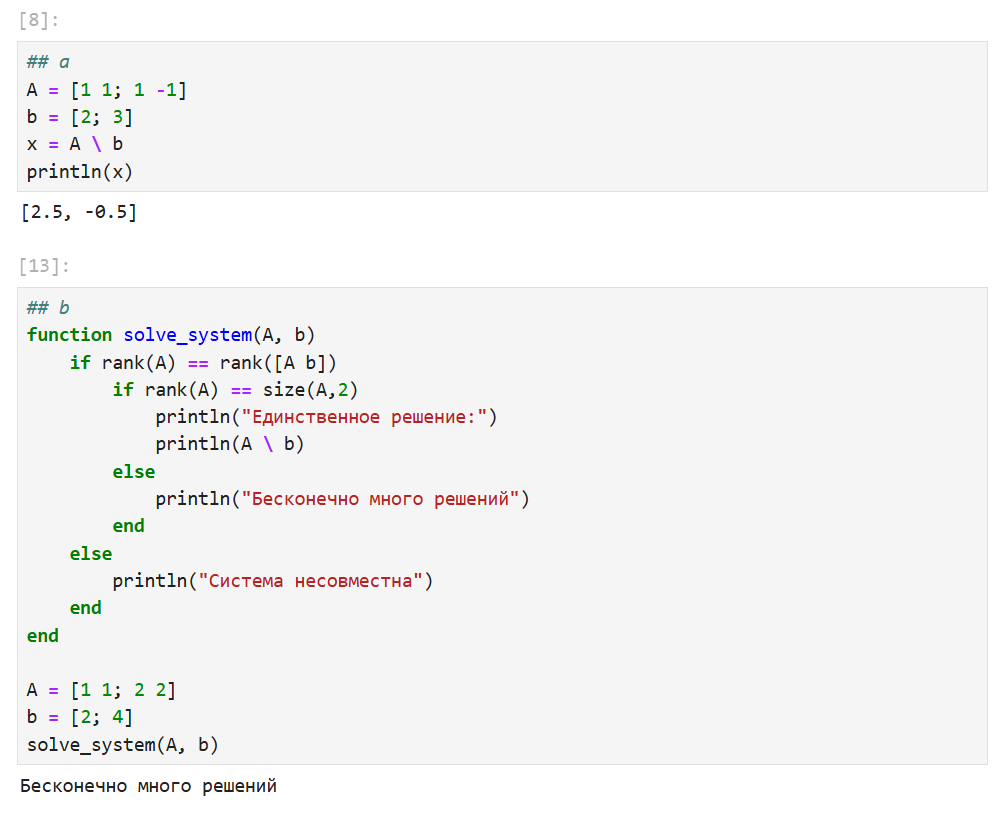 [8]:
## a
A = [1 1; 1 -1]
b = [2; 3]
x = A \ b
println(x)
[2.5, -0.5]
[13]:
## b
function solve_system(A, b)
    if rank(A) == rank([A b])
        if rank(A) == size(A,2)
            println("Единственное решение:")
            println(A \ b)
        else
            println("Бесконечно много решений")
        end
    else
        println("Система несовместна")
    end
end
A = [1 1; 2 2]
b = [2; 4]
solve_system(A, b)
Бесконечно много решений